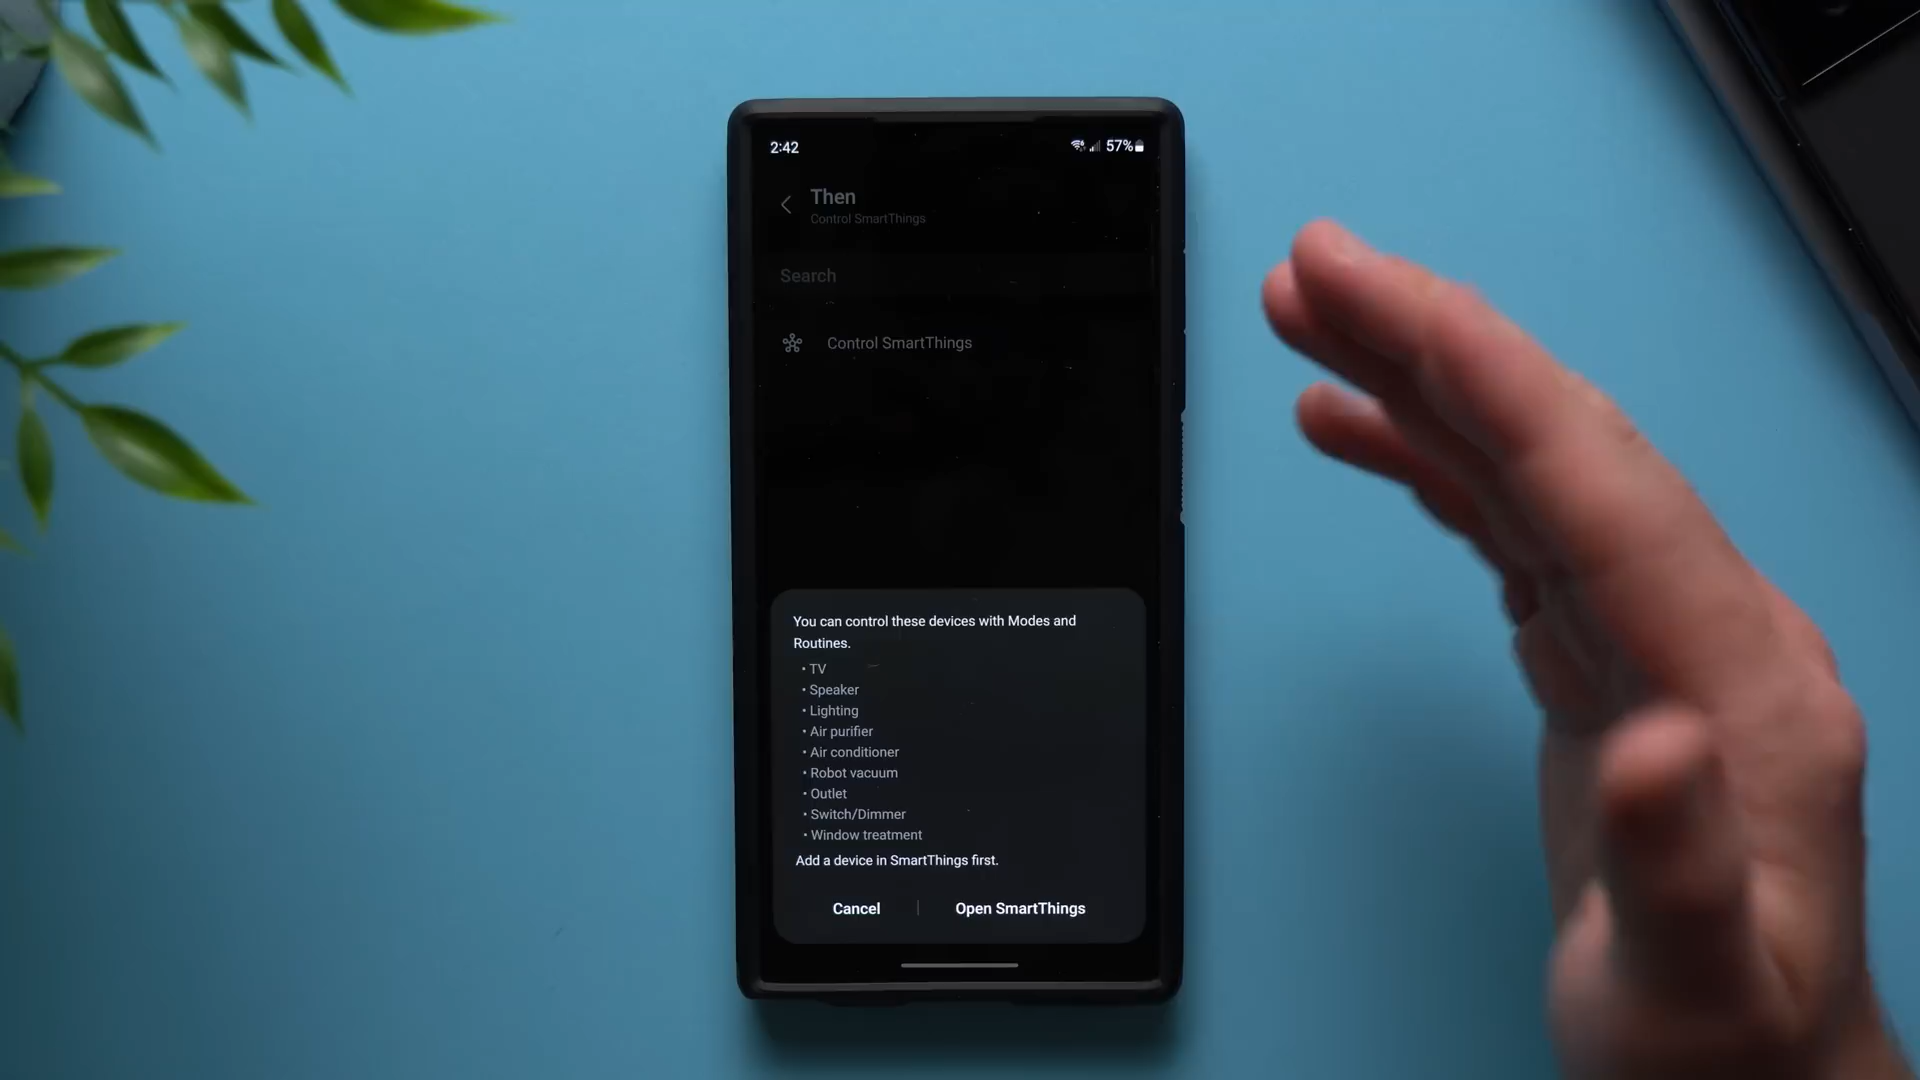 2:42
57%
Then
Control SmartThings
Search
Control SmartThings
You can control these devices with Modes and
Routines.
• TV
• Speaker
• Lighting
• Air purifier
• Air conditioner
• Robot vacuum
• Outlet
• Switch/Dimmer
• Window treatment
Add a device in SmartThings first.
Cancel | Open SmartThings